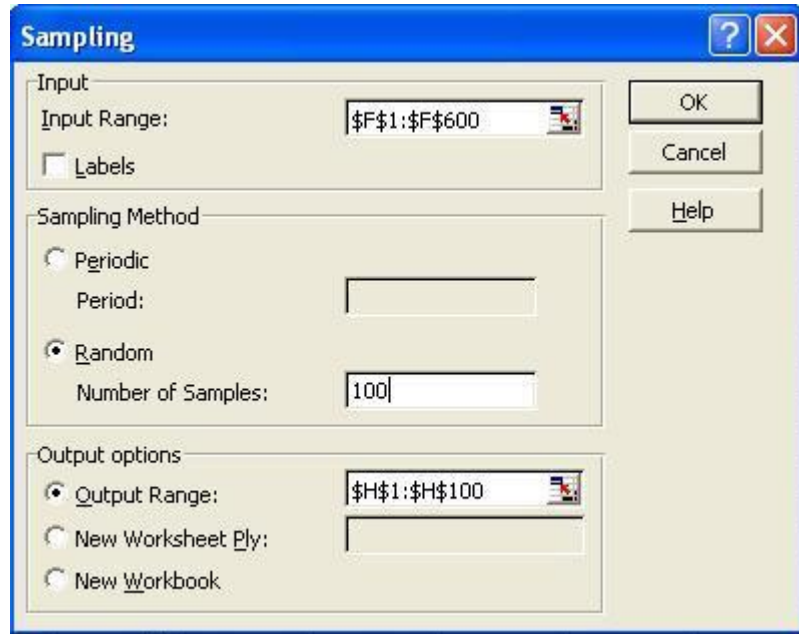 Sampling
Input
Input Range: $F$1:$F$600
Labels
OK
Cancel
Help
Sampling Method
Periodic
Period:
Random
Number of Samples: 100
Output options
Output Range: $H$1:$H$100
New Worksheet Ply:
New Workbook